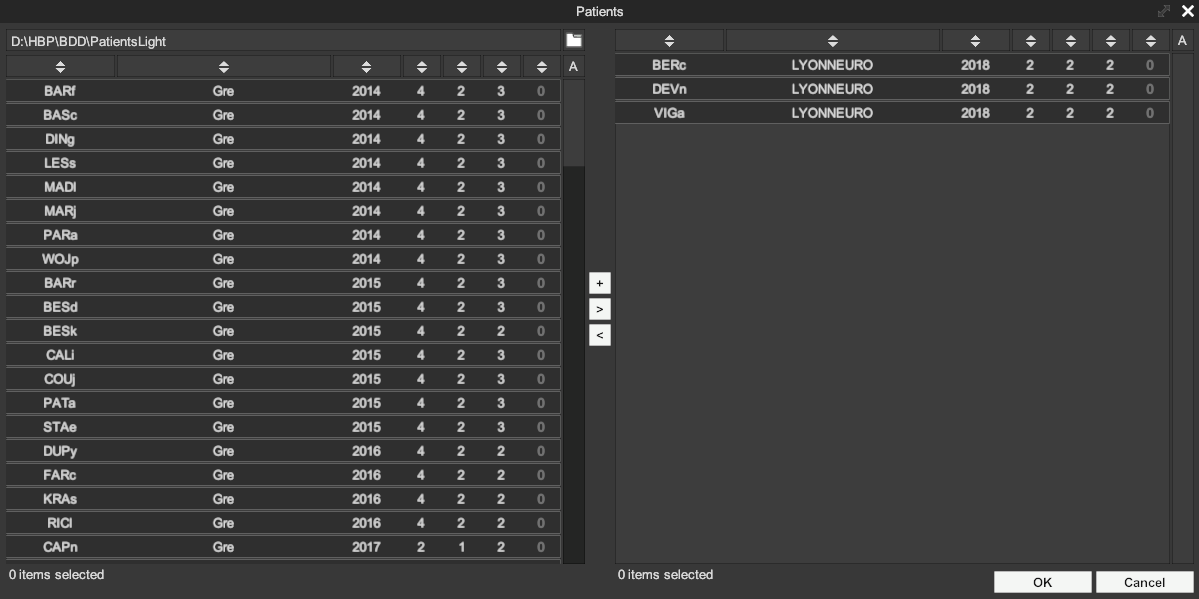 Patients
D:\HBP\BDD\PatientsLight
A
BARf Gre 2014 4 2 3 0
BASc Gre 2014 4 2 3 0
DINg Gre 2014 4 2 3 0
LESs Gre 2014 4 2 3 0
MADl Gre 2014 4 2 3 0
MARj Gre 2014 4 2 3 0
PARa Gre 2014 4 2 3 0
WOJp Gre 2014 4 2 3 0
BARr Gre 2015 4 2 3 0
BESd Gre 2015 4 2 3 0
BESk Gre 2015 4 2 2 0
CALi Gre 2015 4 2 3 0
COUj Gre 2015 4 2 3 0
PATa Gre 2015 4 2 3 0
STAe Gre 2015 4 2 3 0
DUPy Gre 2016 4 2 2 0
FARc Gre 2016 4 2 2 0
KRAs Gre 2016 4 2 2 0
RICl Gre 2016 4 2 2 0
CAPn Gre 2017 2 1 2 0
0 items selected
+
>
<
A
BERc LYONNEURO 2018 2 2 2 0
DEVn LYONNEURO 2018 2 2 2 0
VIGa LYONNEURO 2018 2 2 2 0
0 items selected
OK Cancel